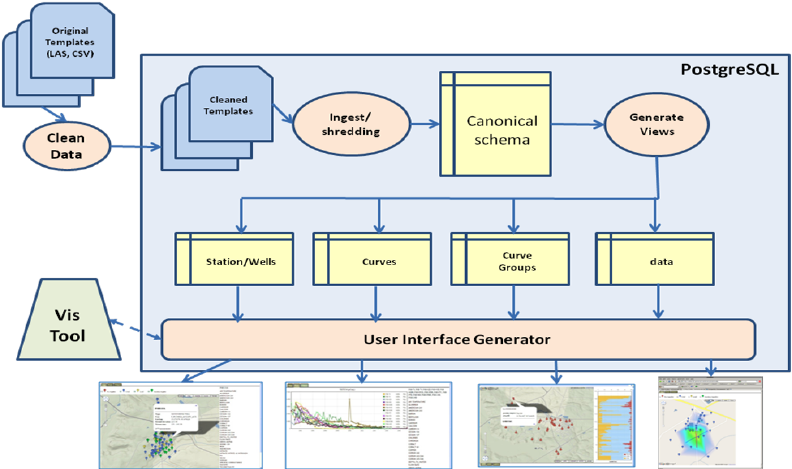 Original
Templates
(LAS, CSV)
PostgreSQL
Cleaned
Templates
Ingest/
shredding
Canonical
schema
Generate
Views
Clean
Data
Station/Wells
Curves
Curve
Groups
data
Vis
Tool
User Interface Generator